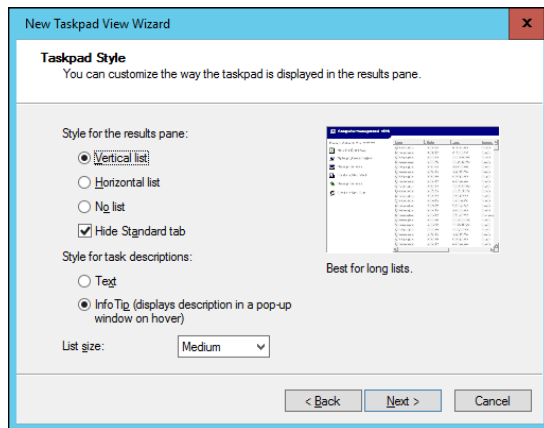 New Taskpad View Wizard
x
Taskpad Style
You can customize the way the taskpad is displayed in the results pane.
Style for the results pane:
Vertical list
Horizontal list
No list
Hide Standard tab
Style for task descriptions:
Text
InfoTip (displays description in a pop-up
window on hover)
List size:
Medium
Best for long lists.
< Back
Next >
Cancel